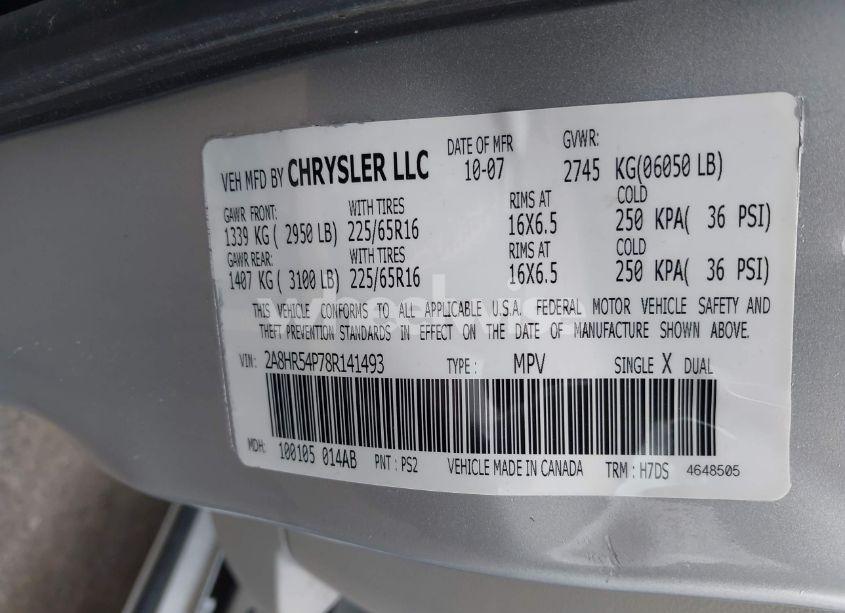 VEH MFD BY CHRYSLER LLC DATE OF MFR 10-07 GVWR: 2745 KG(06050 LB)
GAWR FRONT: WITH TIRES RIMS AT COLD
1339 KG ( 2950 LB) 225/65R16 16X6.5 250 KPA( 36 PSI)
GAWR REAR: WITH TIRES RIMS AT COLD
1407 KG ( 3100 LB) 225/65R16 16X6.5 250 KPA( 36 PSI)
THIS VEHICLE CONFORMS TO ALL APPLICABLE U.S.A. FEDERAL MOTOR VEHICLE SAFETY AND
THEFT PREVENTION STANDARDS IN EFFECT ON THE DATE OF MANUFACTURE SHOWN ABOVE.
VIN: 2A8HR54P78R141493 TYPE: MPV SINGLE X DUAL
MDH: 100105 014AB PNT: PS2 VEHICLE MADE IN CANADA TRM: H7DS 4648505